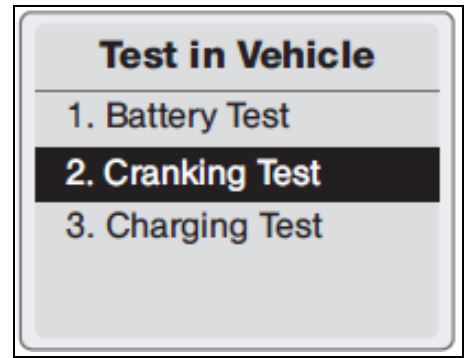 Test in Vehicle
1. Battery Test
2. Cranking Test
3. Charging Test